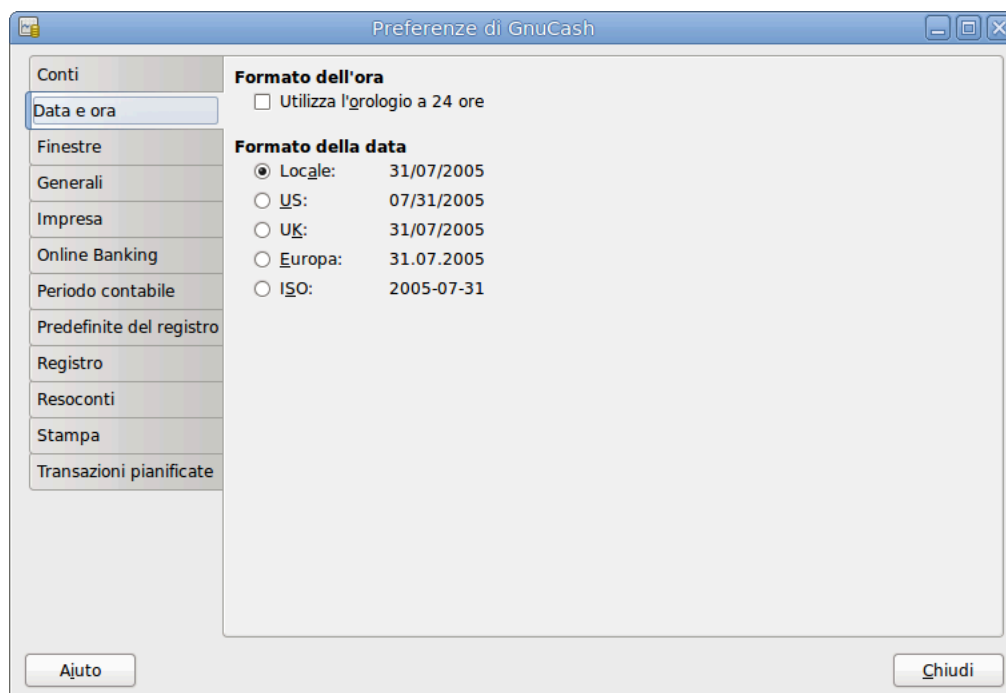 Preferenze di GnuCash
Conti
Data e ora
Finestre
Generali
Impresa
Online Banking
Periodo contabile
Predefinite del registro
Registro
Resoconti
Stampa
Transazioni pianificate
Formato dell'ora
Utilizza l'orologio a 24 ore
Formato della data
Locale: 31/07/2005
US: 07/31/2005
UK: 31/07/2005
Europa: 31.07.2005
ISO: 2005-07-31
Aiuto
Chiudi